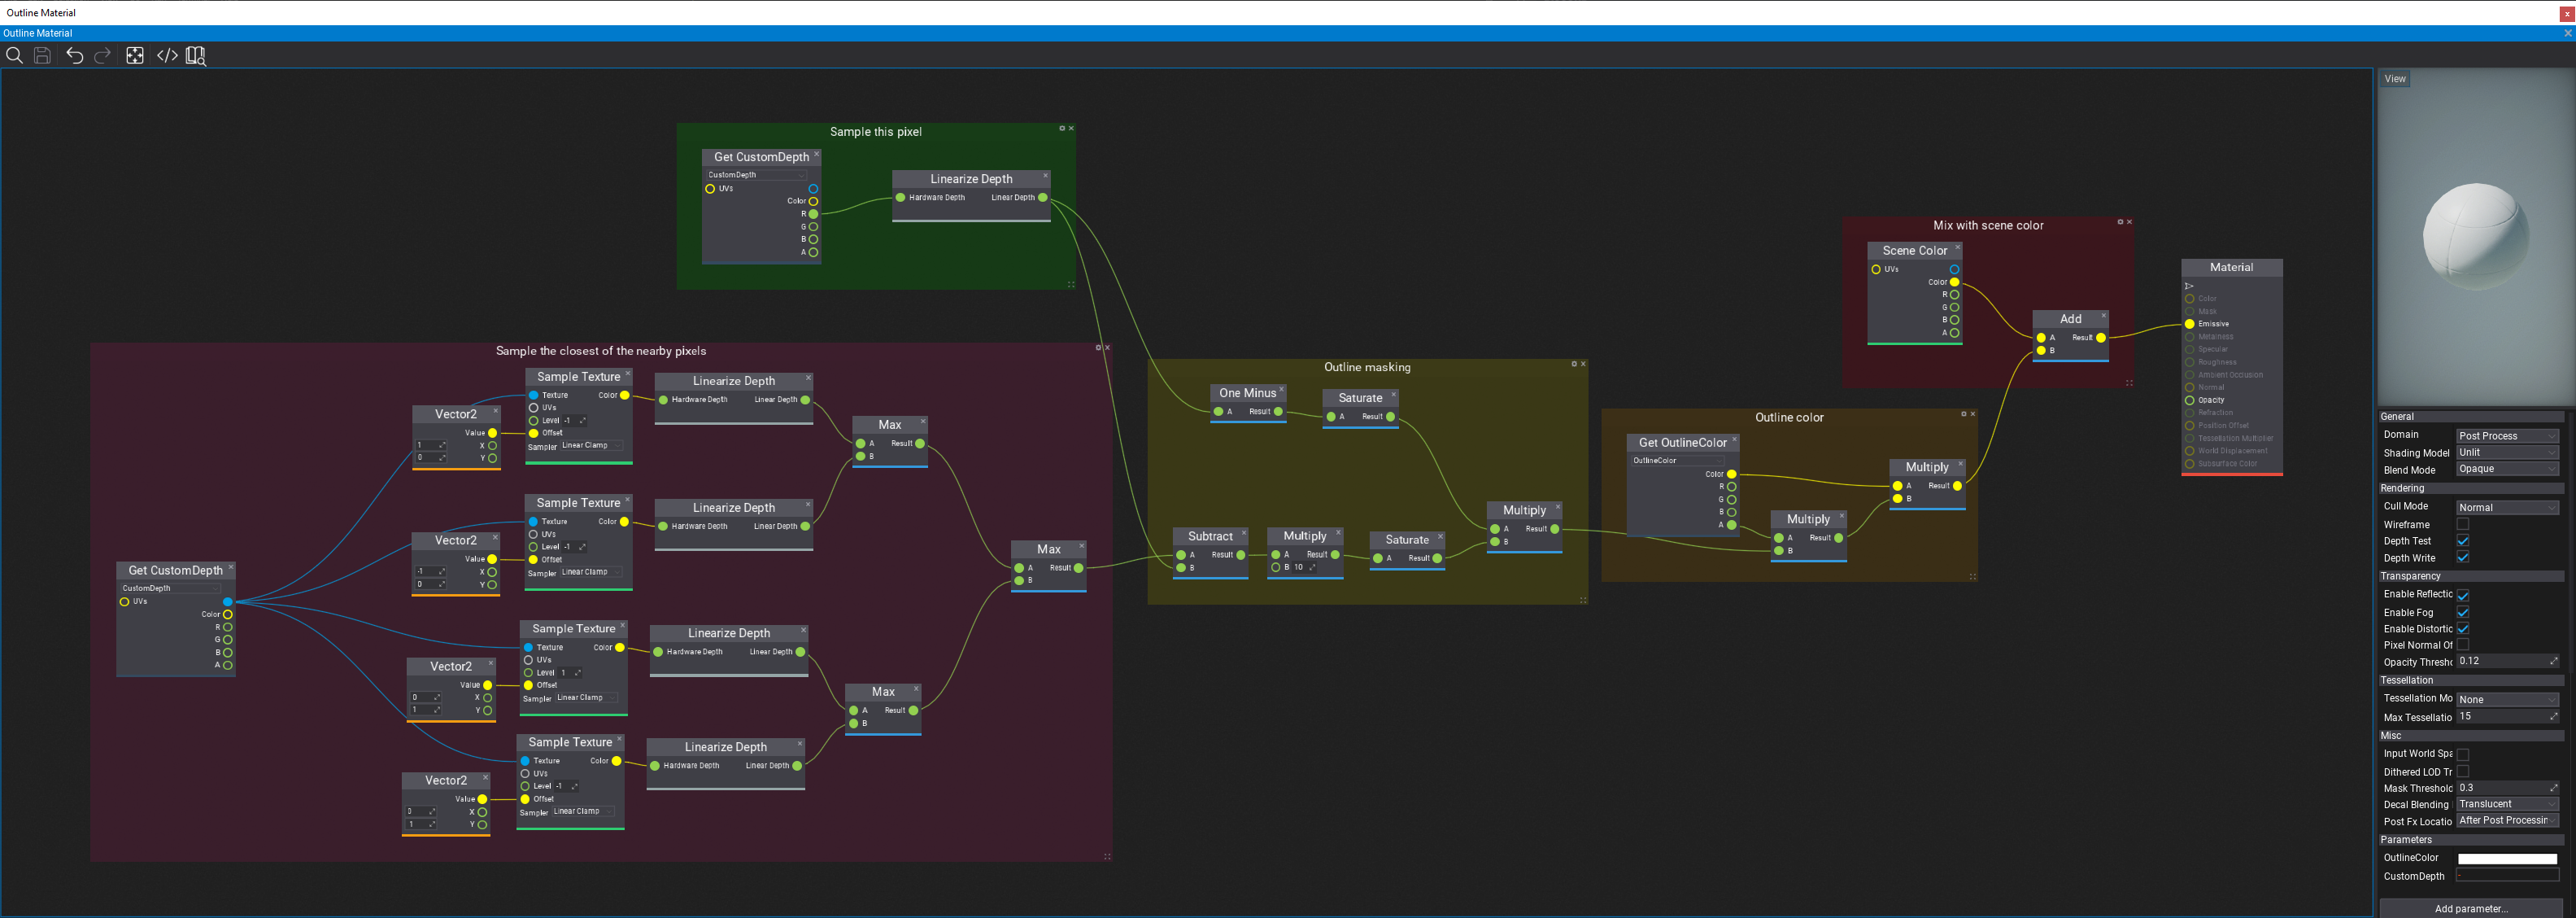 Outline Material
Outline Material
View
Sample this pixel
Get CustomDepth
CustomDepth
UVs
Color
R
G
B
A
Linearize Depth
Hardware Depth Linear Depth
Sample the closest of the nearby pixels
Get CustomDepth
CustomDepth
UVs
Color
R
G
B
A
Vector2
Value
1 X
0 Y
Sample Texture
Texture Color
UVs
Level -1
Offset
Sampler Linear Clamp
Linearize Depth
Hardware Depth Linear Depth
Vector2
Value
-1 X
0 Y
Sample Texture
Texture Color
UVs
Level -1
Offset
Sampler Linear Clamp
Linearize Depth
Hardware Depth Linear Depth
Max
A Result
B
Vector2
Value
0 X
1 Y
Sample Texture
Texture Color
UVs
Level 1
Offset
Sampler Linear Clamp
Linearize Depth
Hardware Depth Linear Depth
Vector2
Value
0 X
1 Y
Sample Texture
Texture Color
UVs
Level -1
Offset
Sampler Linear Clamp
Linearize Depth
Hardware Depth Linear Depth
Max
A Result
B
Max
A Result
B
Outline masking
One Minus
A Result
Saturate
A Result
Subtract
A Result
B
Multiply
A Result
B 10
Saturate
A Result
Multiply
A Result
B
Outline color
Get OutlineColor
OutlineColor
Color
R
G
B
A
Multiply
A Result
B
Multiply
A Result
B
Mix with scene color
Scene Color
UVs
Color
R
G
B
A
Add
A Result
B
Material
Color
Mask
Emissive
Metalness
Specular
Roughness
Ambient Occlusion
Normal
Opacity
Refraction
Position Offset
Tessellation Multiplier
World Displacement
Subsurface Color
General
Domain Post Process
Shading Model Unlit
Blend Mode Opaque
Rendering
Cull Mode Normal
Wireframe
Depth Test
Depth Write
Transparency
Enable Reflectic
Enable Fog
Enable Distortic
Pixel Normal Of
Opacity Thresho 0.12
Tessellation
Tessellation Mo None
Max Tessellatio 15
Misc
Input World Spa
Dithered LOD Tr
Mask Threshold 0.3
Decal Blending Translucent
Post Fx Locatio After Post Processin
Parameters
OutlineColor
CustomDepth -
Add parameter...